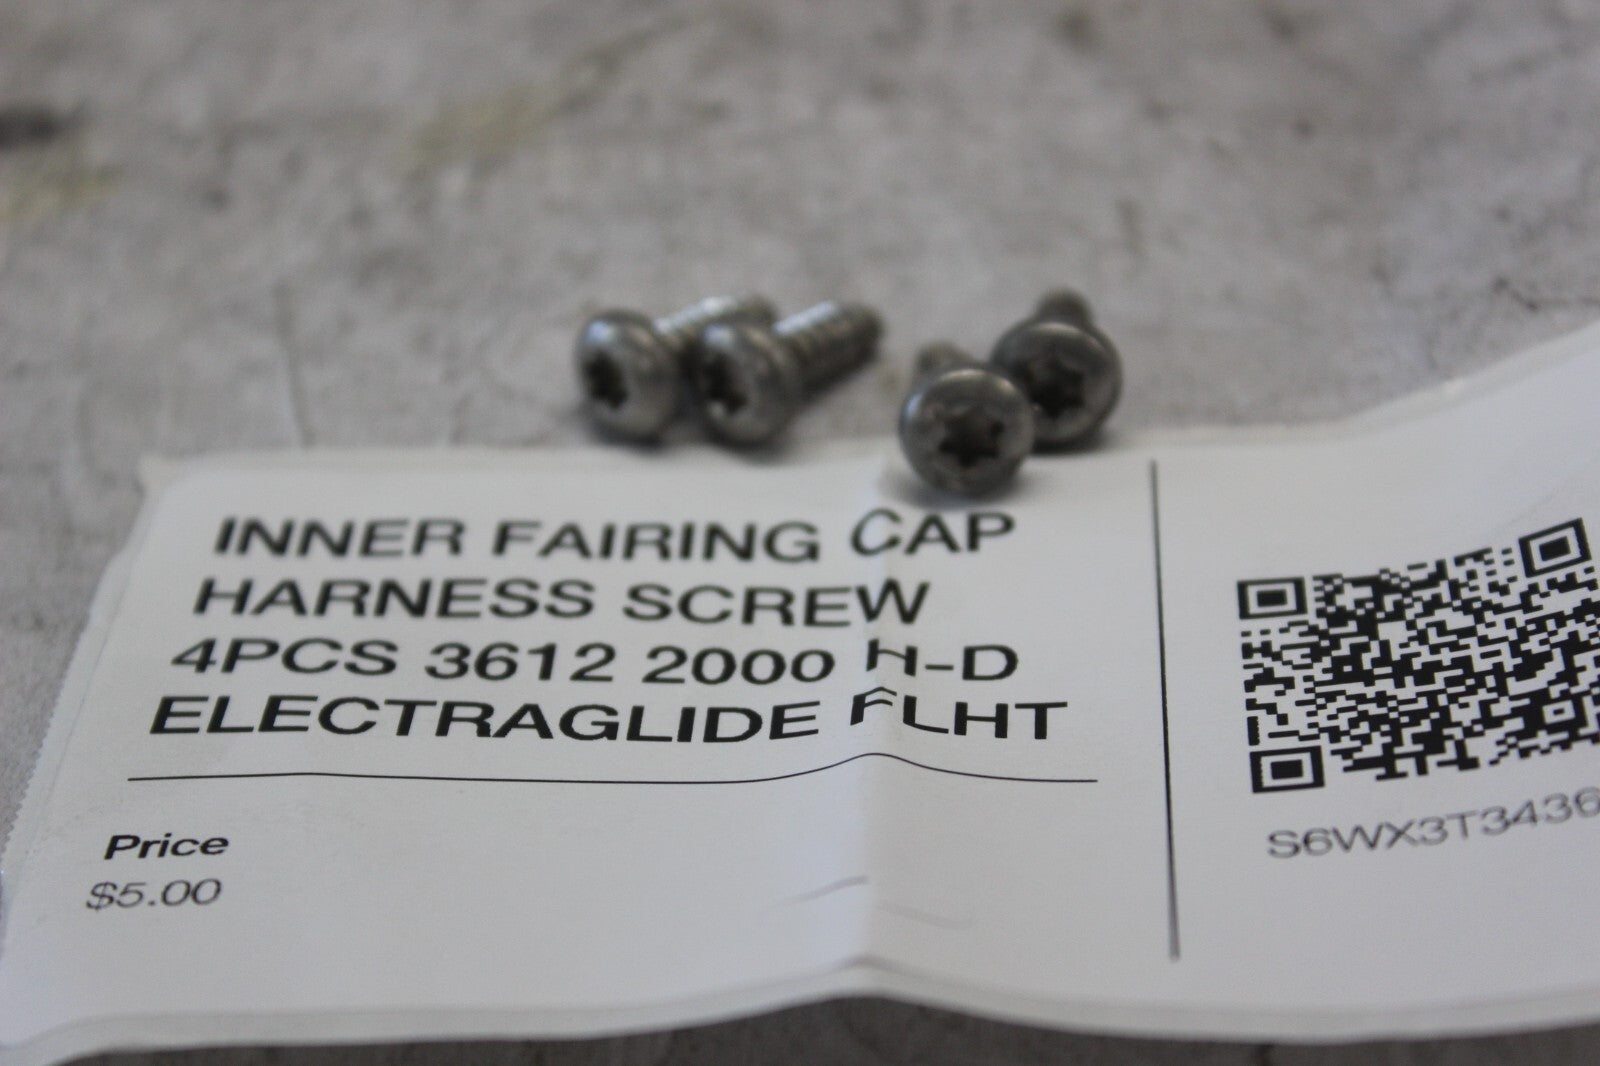 INNER FAIRING CAP
HARNESS SCREW
4PCS 3612 2000 H-D
ELECTRAGLIDE FLHT
Price
$5.00
S6WX3T3436